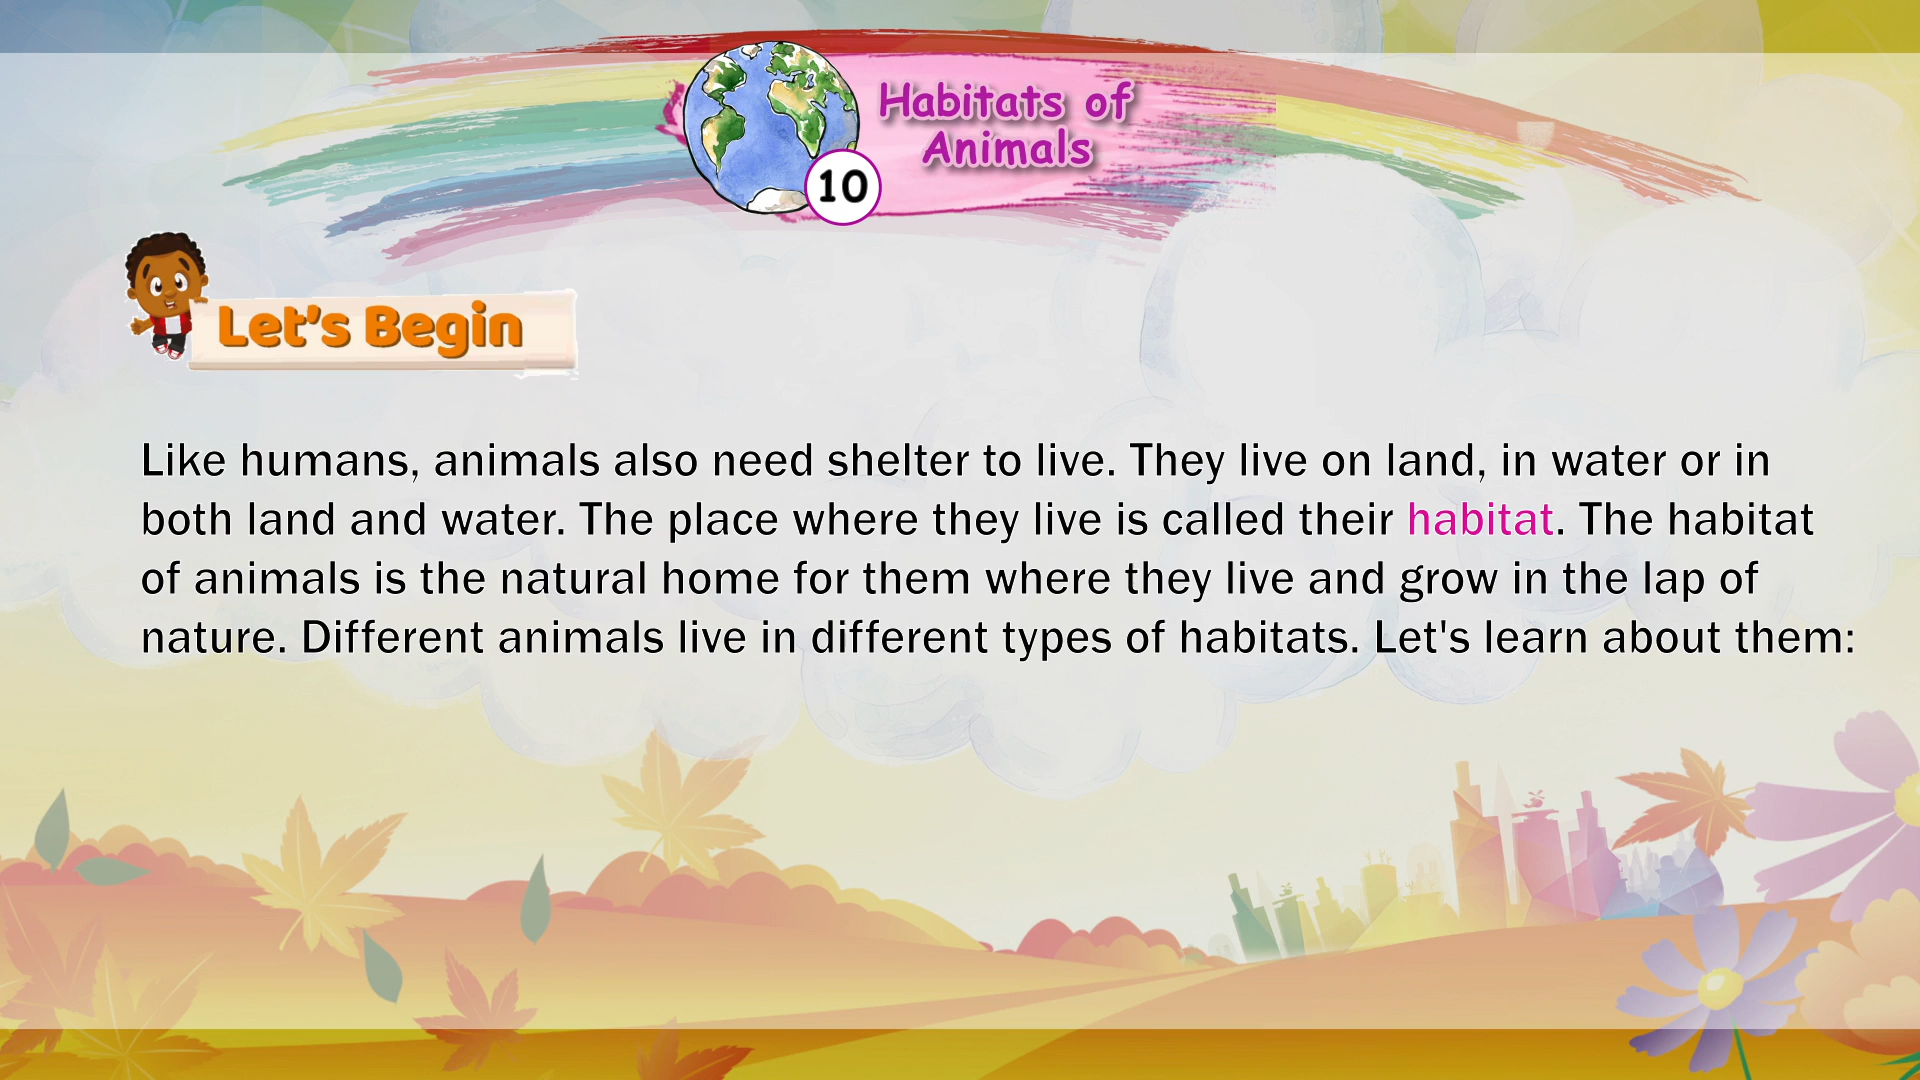 Habitats of
Animals
10
Let's Begin
Like humans, animals also need shelter to live. They live on land, in water or in
both land and water. The place where they live is called their habitat. The habitat
of animals is the natural home for them where they live and grow in the lap of
nature. Different animals live in different types of habitats. Let's learn about them: